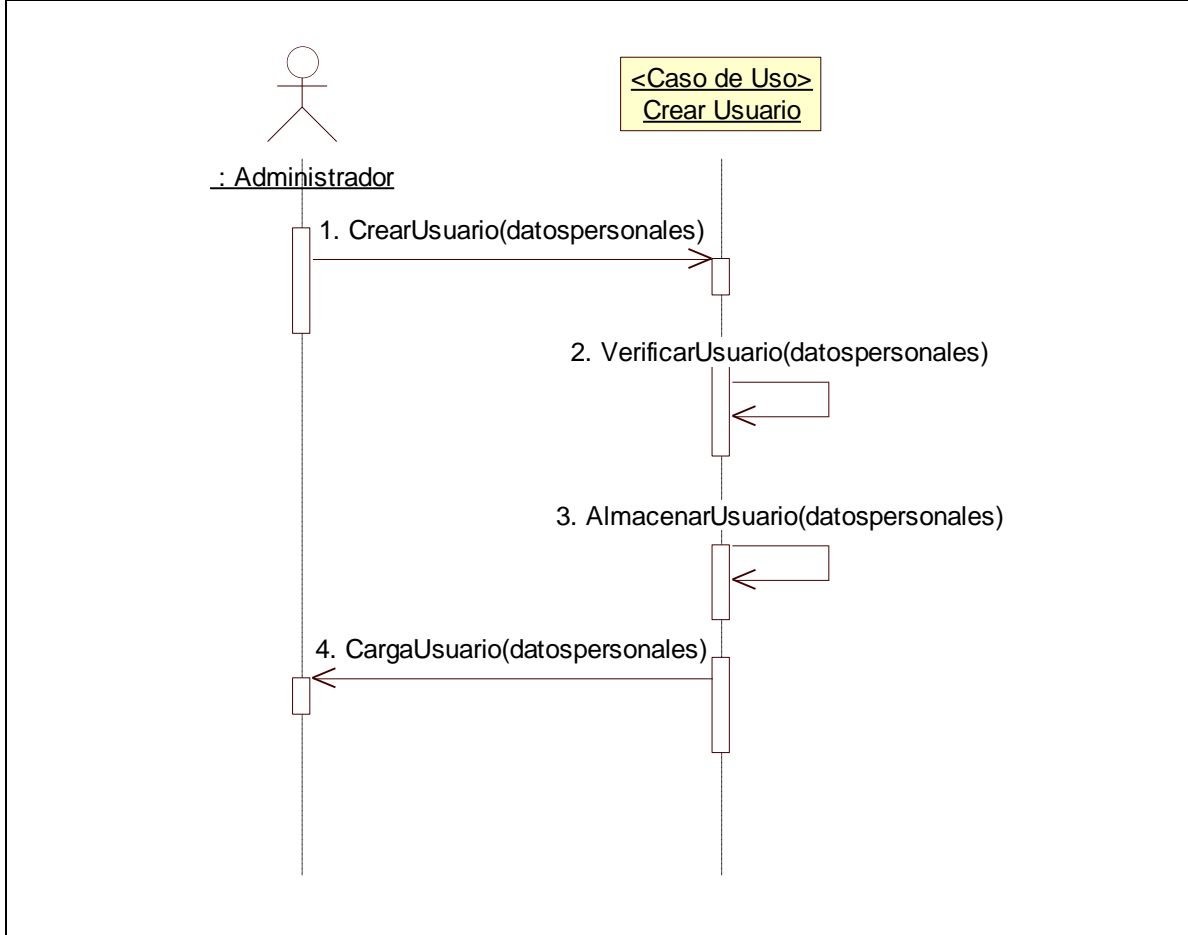 <Caso de Uso>
Crear Usuario
: Administrador
1. CrearUsuario(datospersonales)
2. VerificarUsuario(datospersonales)
3. AlmacenarUsuario(datospersonales)
4. CargaUsuario(datospersonales)